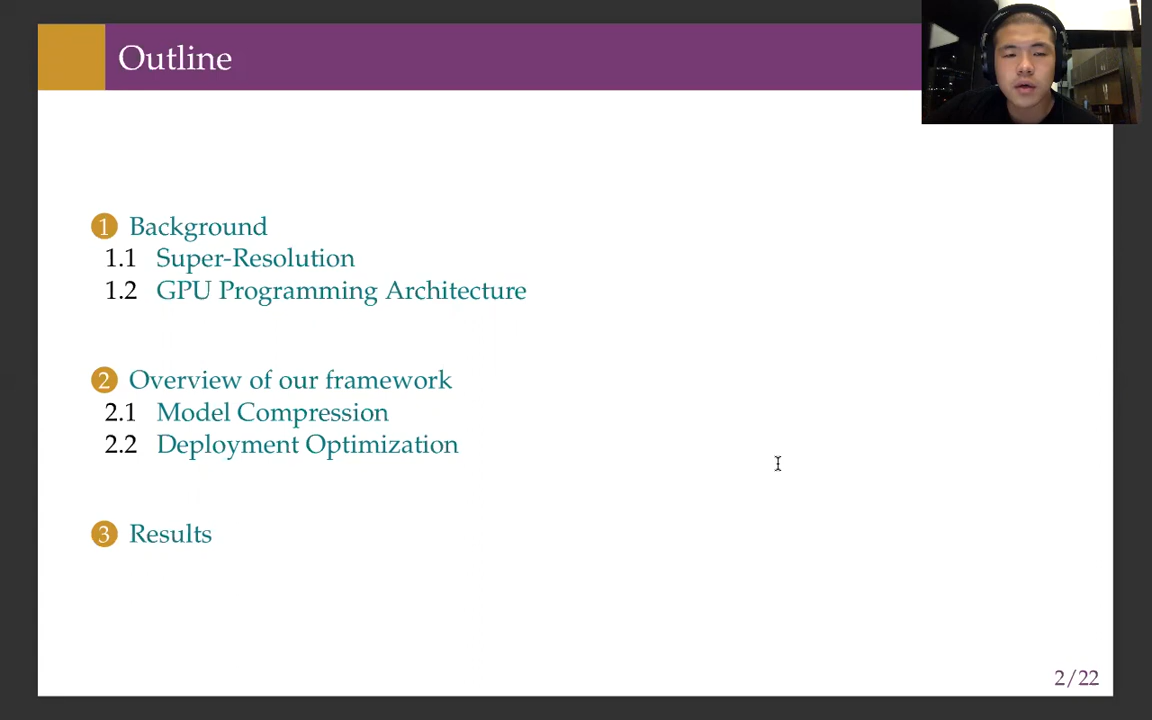 Outline
1 Background
1.1 Super-Resolution
1.2 GPU Programming Architecture
2 Overview of our framework
2.1 Model Compression
2.2 Deployment Optimization
3 Results
2/22